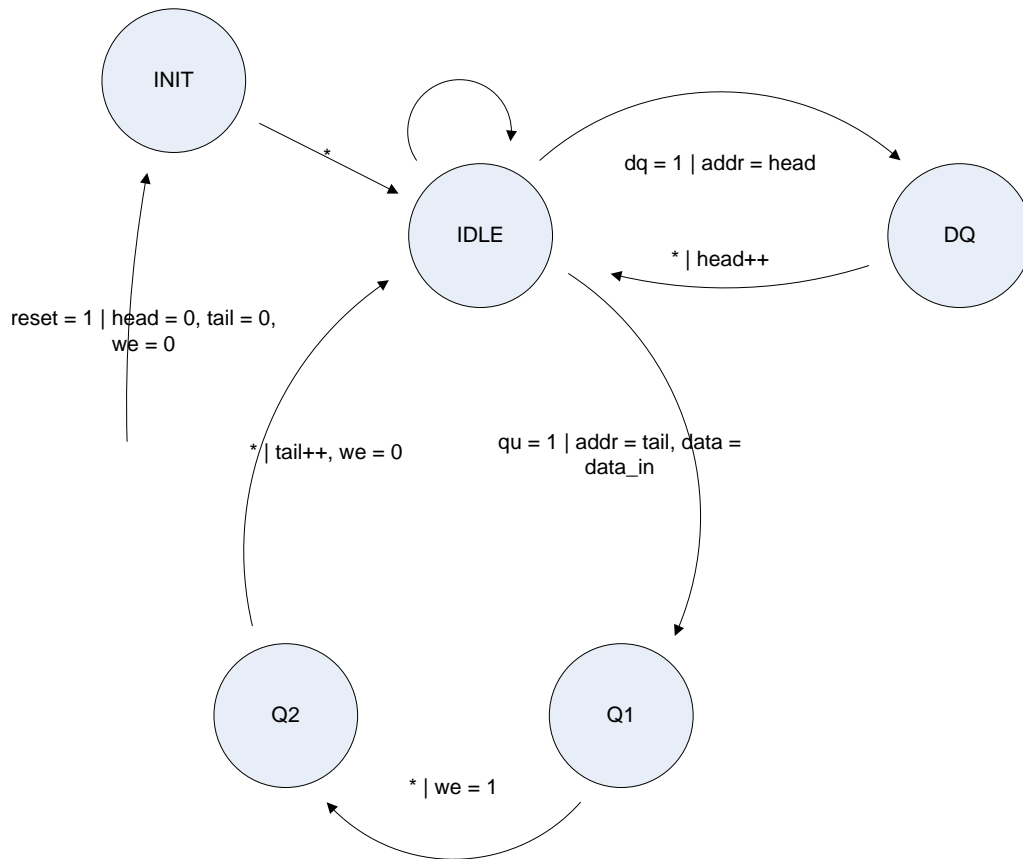 INIT
*
dq = 1 | addr = head
IDLE
DQ
* | head++
reset = 1 | head = 0, tail = 0,
we = 0
* | tail++, we = 0
qu = 1 | addr = tail, data =
data_in
Q2
Q1
* | we = 1